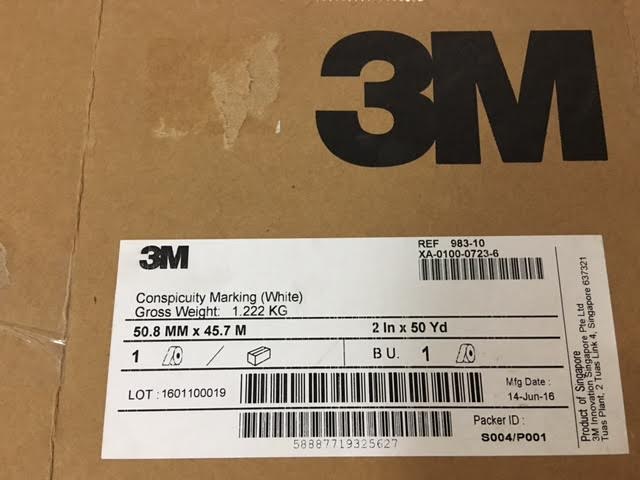 3M
3M
REF 983-10
XA-0100-0723-6
Conspicuity Marking (White)
Gross Weight: 1.222 KG
50.8 MM x 45.7 M 2 In x 50 Yd
1 / B U. 1
LOT : 1601100019
Mfg Date :
14-Jun-16
Packer ID :
S004/P001
58887719325627
Product of Singapore
3M Innovation Singapore Pte Ltd
Tuas Plant, 2 Tuas Link 4, Singapore 637321